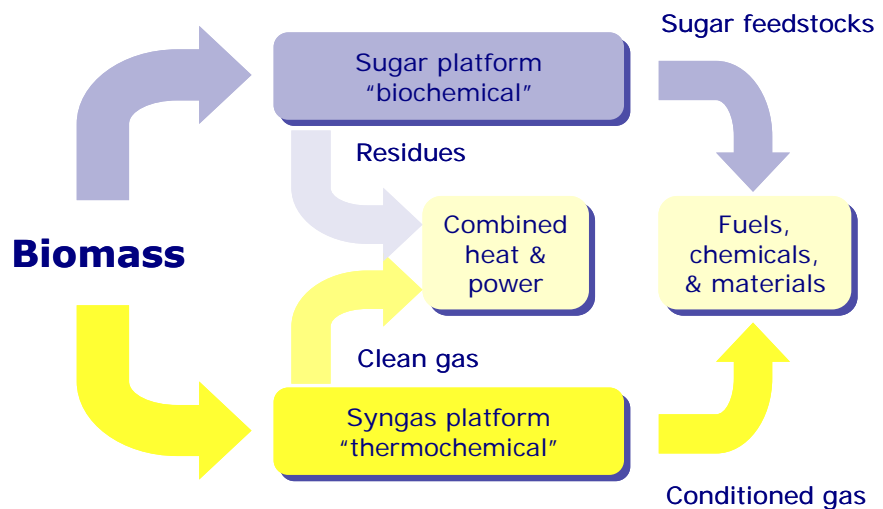 Sugar feedstocks
Sugar platform
“biochemical”
Residues
Biomass
Combined
heat &
power
Fuels,
chemicals,
& materials
Clean gas
Syngas platform
“thermochemical”
Conditioned gas